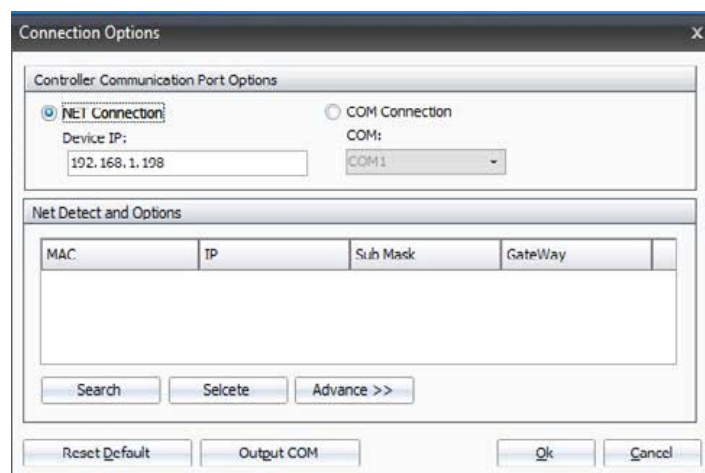 Connection Options X
Controller Communication Port Options
NET Connection COM Connection
Device IP: COM:
192.168.1.198 COM1
Net Detect and Options
MAC IP Sub Mask GateWay
Search Selcete Advance >>
Reset Default Output COM Ok Cancel